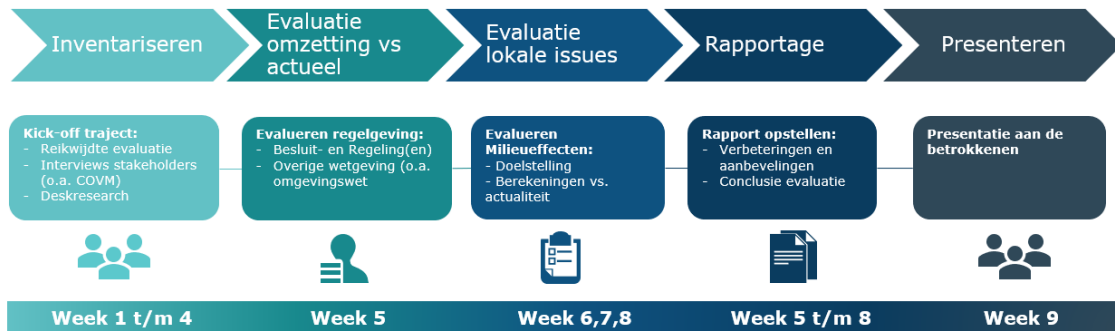 Inventariseren
Evaluatie
omzetting vs
actueel
Evaluatie
lokale issues
Rapportage
Presenteren
Kick-off traject:
- Reikwijdte evaluatie
- Interviews stakeholders
(o.a. COVM)
- Deskresearch
Evalueren regelgeving:
- Besluit- en Regeling(en)
- Overige wetgeving (o.a.
omgevingswet
Evalueren
Milieueffecten:
- Doelstelling
- Berekeningen vs.
actualiteit
Rapport opstellen:
- Verbeteringen en
aanbevelingen
- Conclusie evaluatie
Presentatie aan de
betrokkenen
Week 1 t/m 4
Week 5
Week 6,7,8
Week 5 t/m 8
Week 9